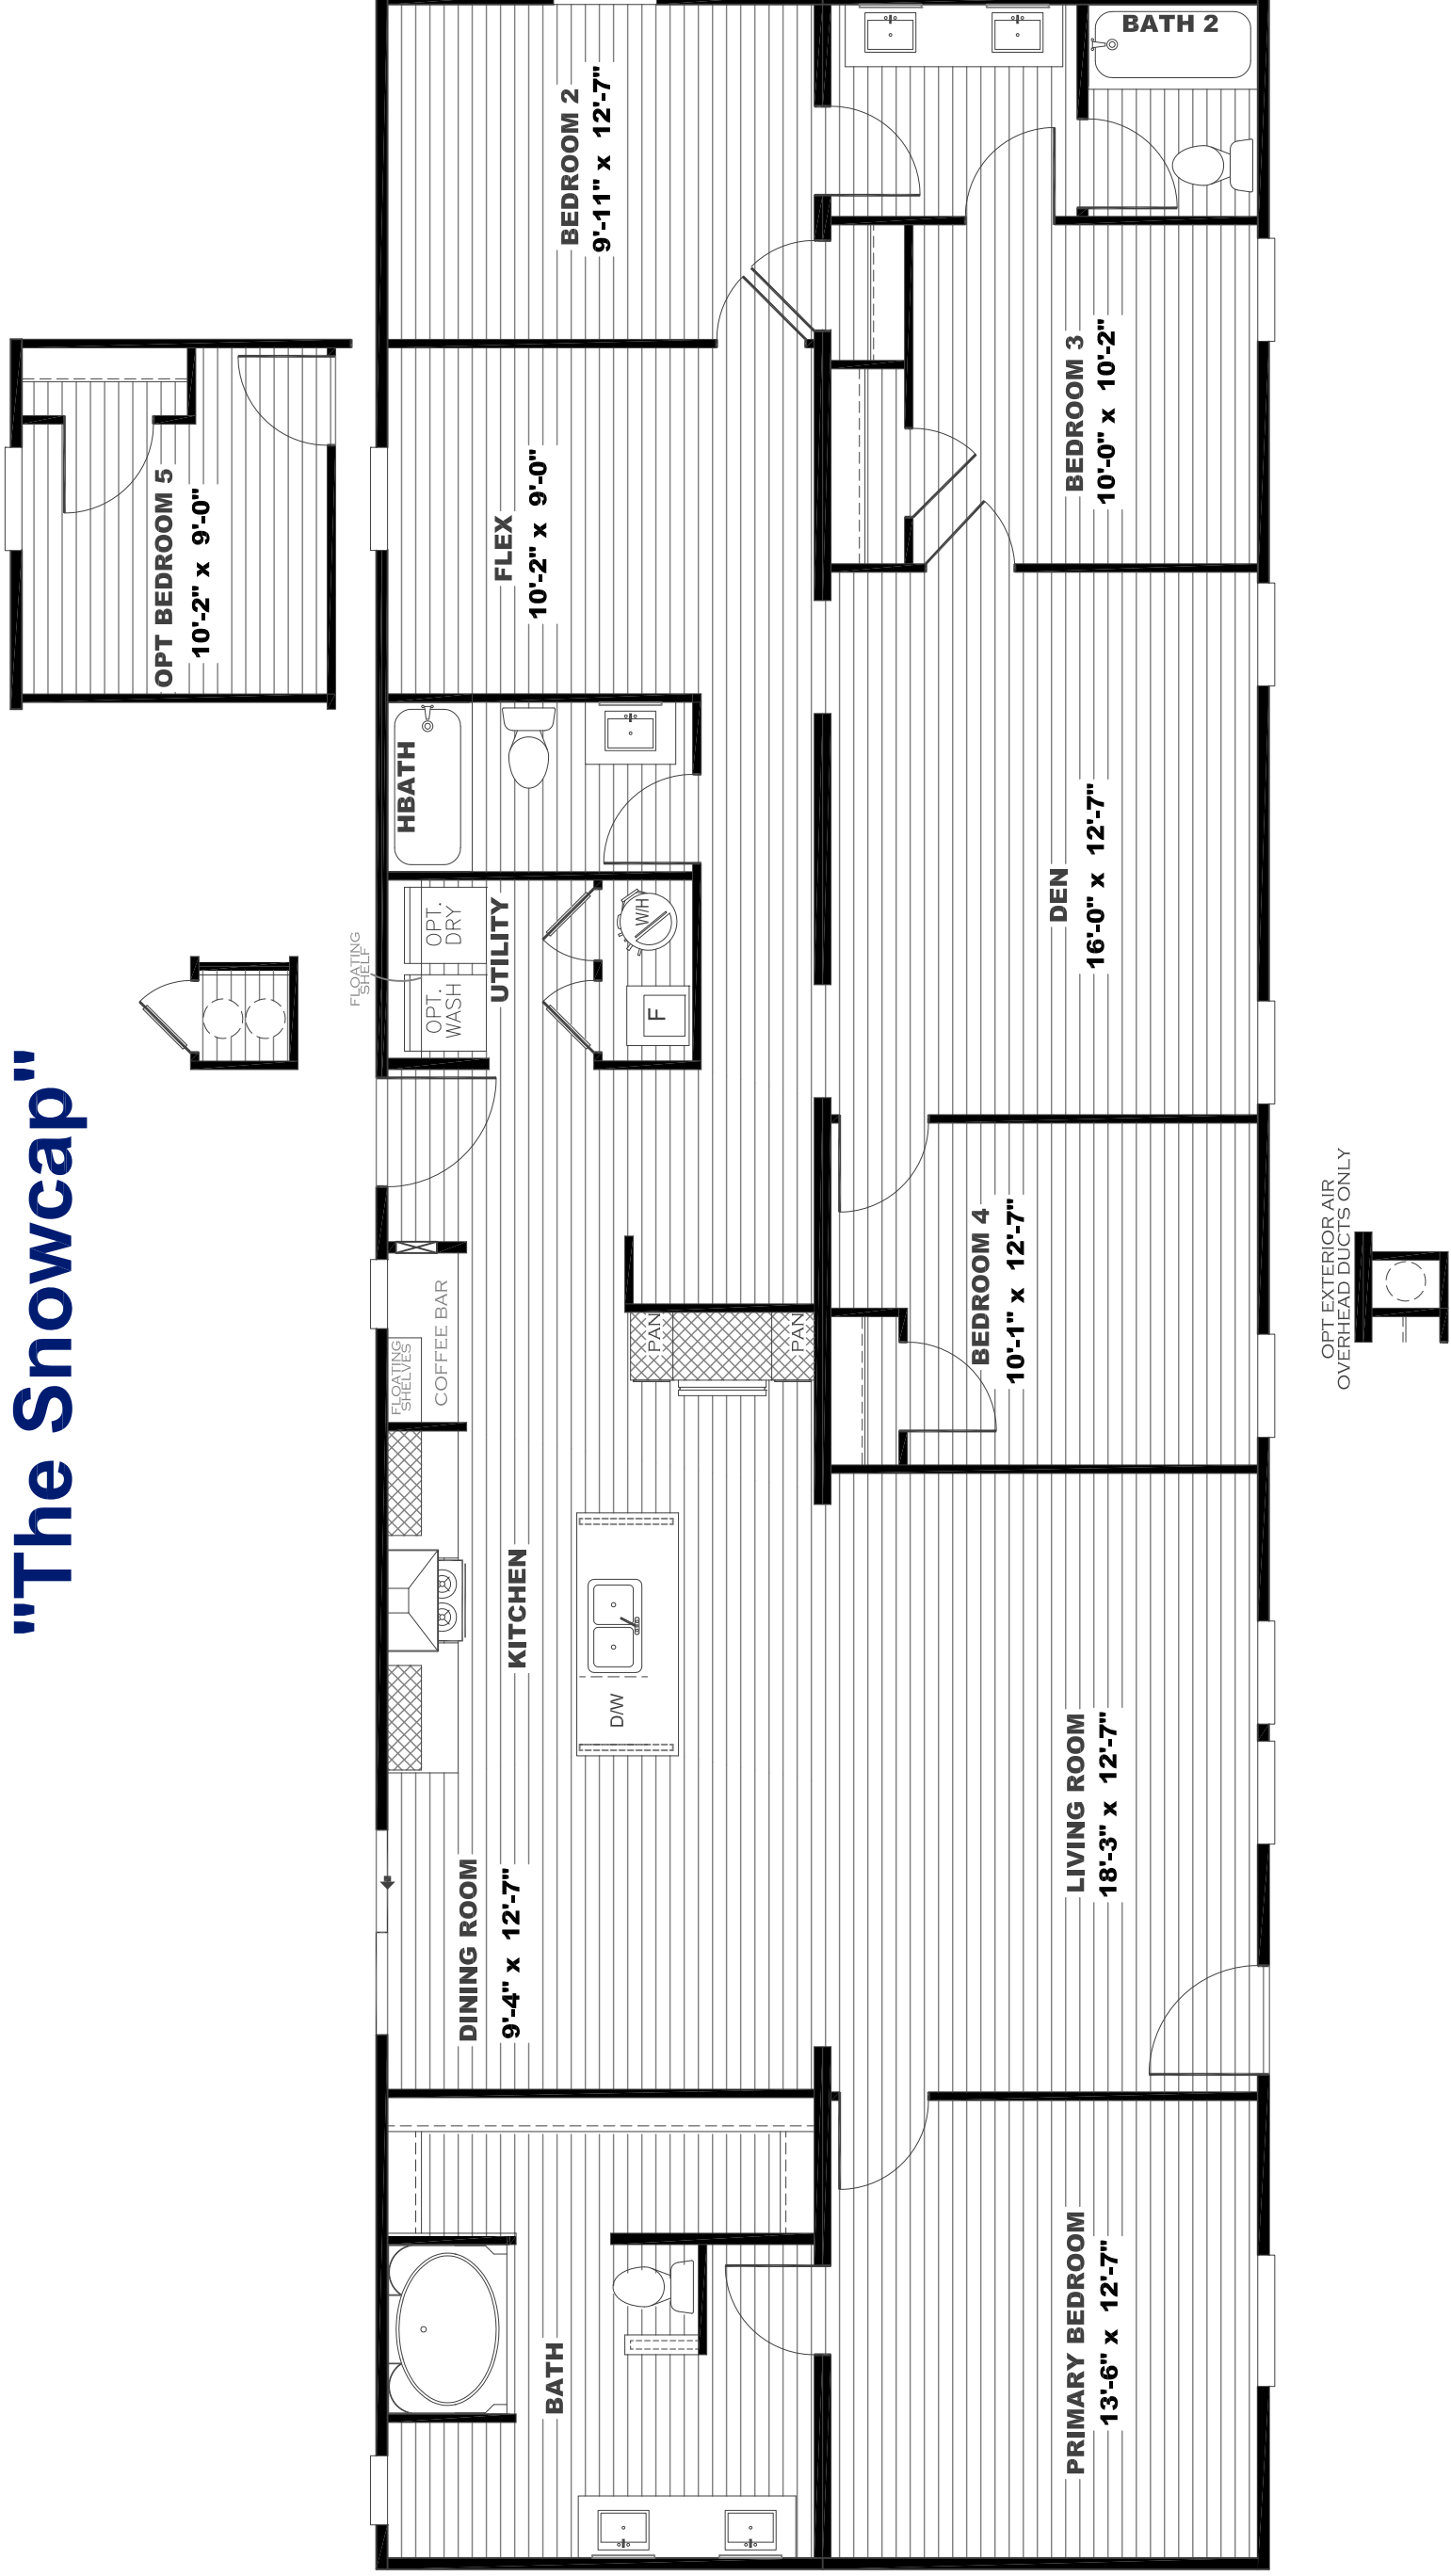 "The Snowcap"
OPT BEDROOM 5
10'-2" x 9'-0"
FLOATING
SHELF
BATH
DINING ROOM
9'-4" x 12'-7"
KITCHEN
D/W
FLOATING
SHELVES
COFFEE BAR
PAN
PAN
OPT.
WASH
OPT.
DRY
UTILITY
F
W/H
HBATH
FLEX
10'-2" x 9'-0"
BEDROOM 2
9'-11" x 12'-7"
PRIMARY BEDROOM
13'-6" x 12'-7"
LIVING ROOM
18'-3" x 12'-7"
BEDROOM 4
10'-1" x 12'-7"
DEN
16'-0" x 12'-7"
BEDROOM 3
10'-0" x 10'-2"
BATH 2
OPT EXTERIOR AIR
OVERHEAD DUCTS ONLY